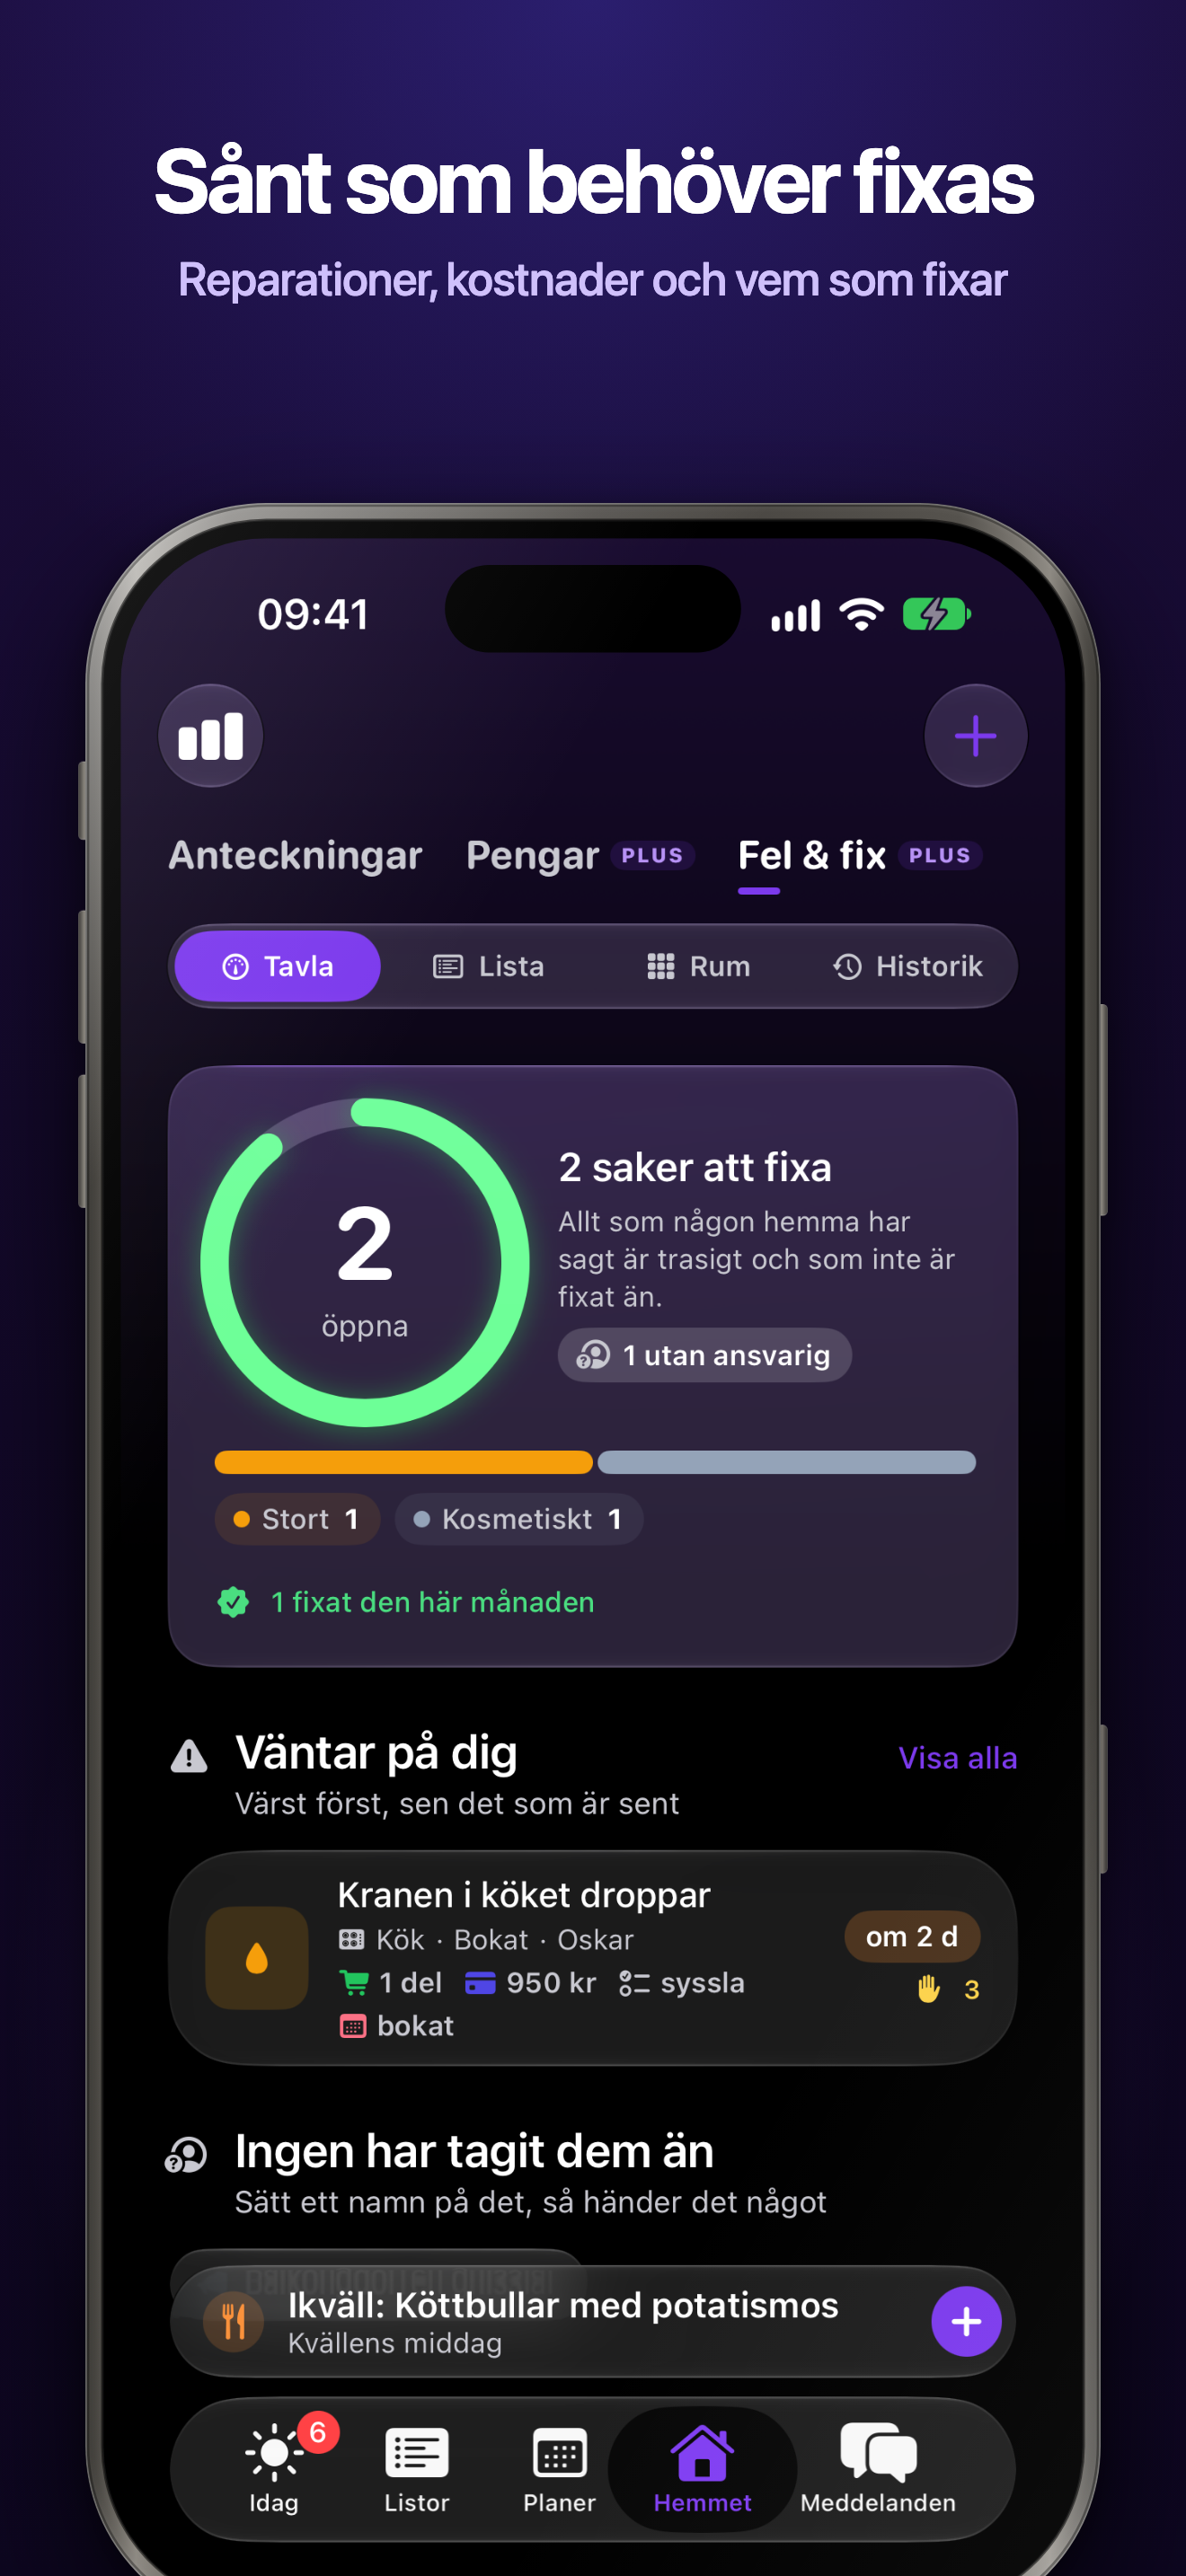 Sånt som behöver fixas
Reparationer, kostnader och vem som fixar
09:41
Anteckningar Pengar PLUS Fel & fix PLUS
Tavla Lista Rum Historik
2
öppna
2 saker att fixa
Allt som någon hemma har
sagt är trasigt och som inte är
fixat än.
1 utan ansvarig
Stort 1 Kosmetiskt 1
1 fixat den här månaden
Väntar på dig Visa alla
Värst först, sen det som är sent
Kranen i köket droppar
Kök · Bokat · Oskar
om 2 d
1 del 950 kr syssla
3
bokat
Ingen har tagit dem än
Sätt ett namn på det, så händer det något
Ikväll: Köttbullar med potatismos
Kvällens middag
6
Idag Listor Planer Hemmet Meddelanden